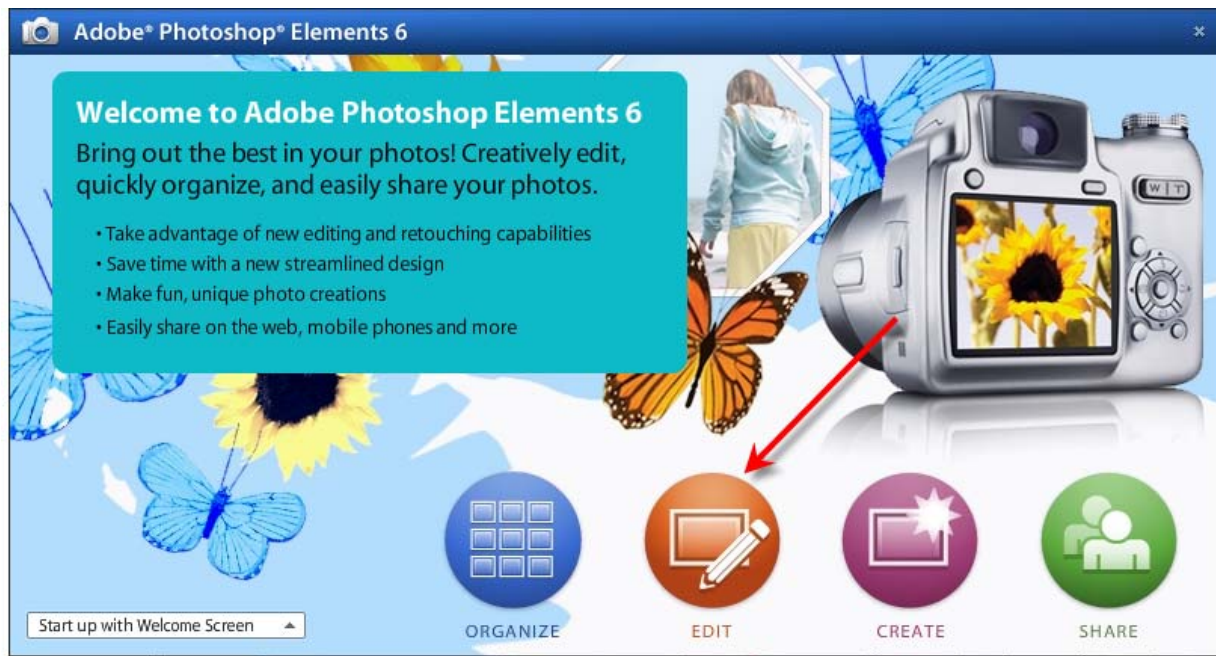 Adobe® Photoshop® Elements 6
Welcome to Adobe Photoshop Elements 6
Bring out the best in your photos! Creatively edit,
quickly organize, and easily share your photos.
• Take advantage of new editing and retouching capabilities
• Save time with a new streamlined design
• Make fun, unique photo creations
• Easily share on the web, mobile phones and more
W | T
Start up with Welcome Screen
ORGANIZE
EDIT
CREATE
SHARE